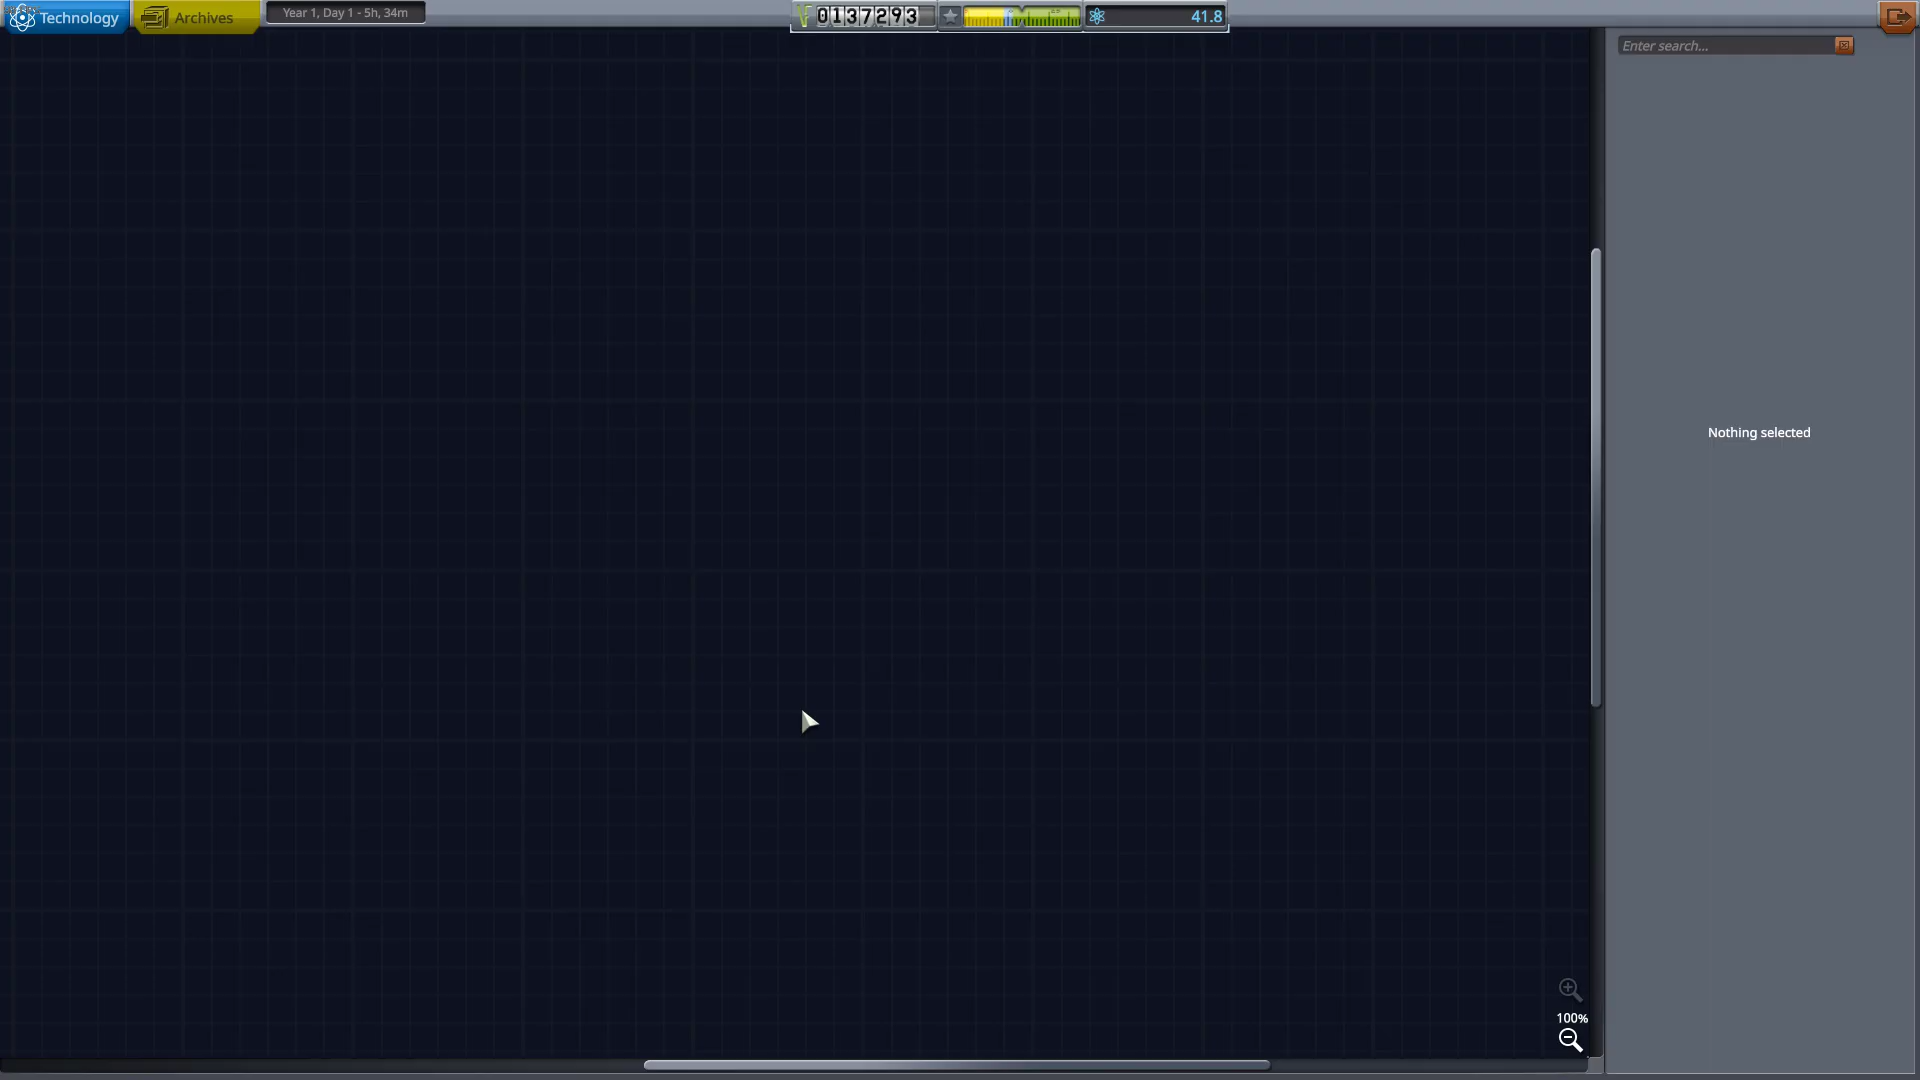 Technology
Archives
Year 1, Day 1 - 5h, 34m
0137293
41.8
Enter search...
Nothing selected
100%